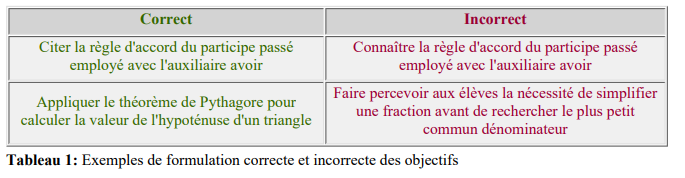 Correct
Incorrect
Citer la règle d'accord du participe passé
employé avec l'auxiliaire avoir
Connaître la règle d'accord du participe passé
employé avec l'auxiliaire avoir
Appliquer le théorème de Pythagore pour
calculer la valeur de l'hypoténuse d'un triangle
Faire percevoir aux élèves la nécessité de simplifier
une fraction avant de rechercher le plus petit
commun dénominateur
Tableau 1: Exemples de formulation correcte et incorrecte des objectifs